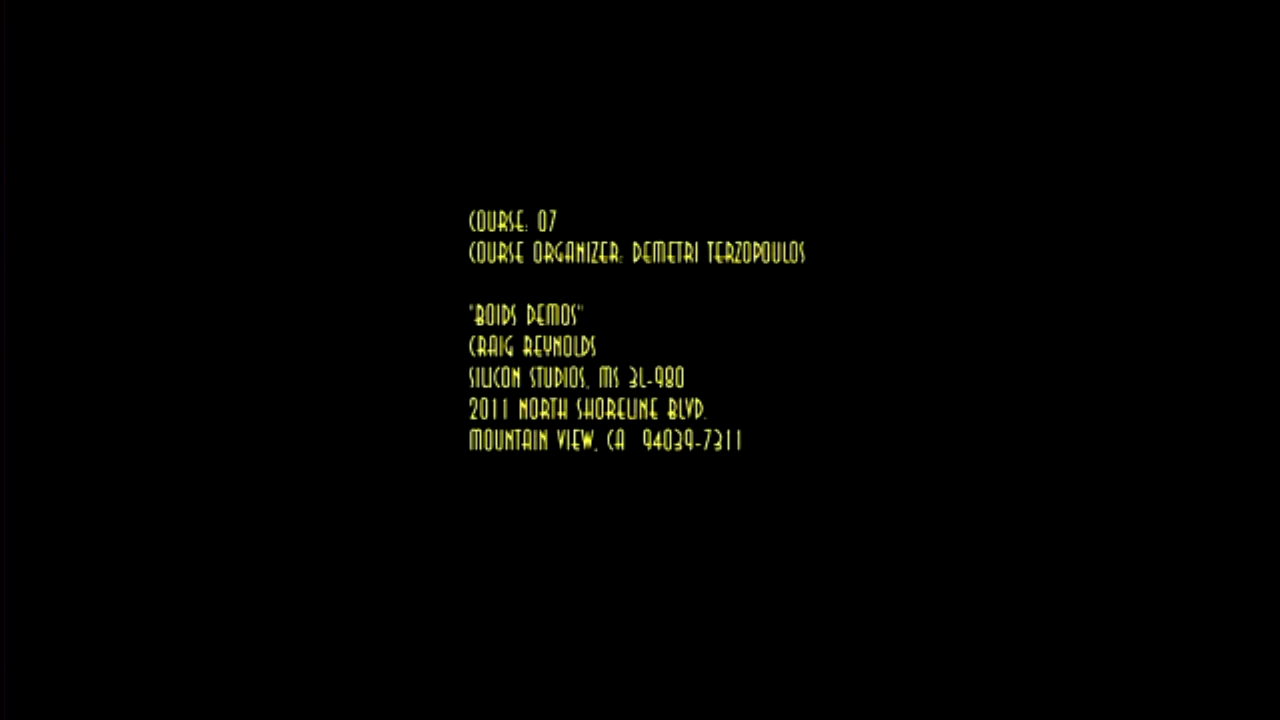 COURSE: 07
COURSE ORGANIZER: DEMETRI TERZOPOULOS
"BOIDS DEMOS"
CRAIG REYNOLDS
SILICON STUDIOS, MS 3L-980
2011 NORTH SHORELINE BLVD.
MOUNTAIN VIEW, CA 94039-7311